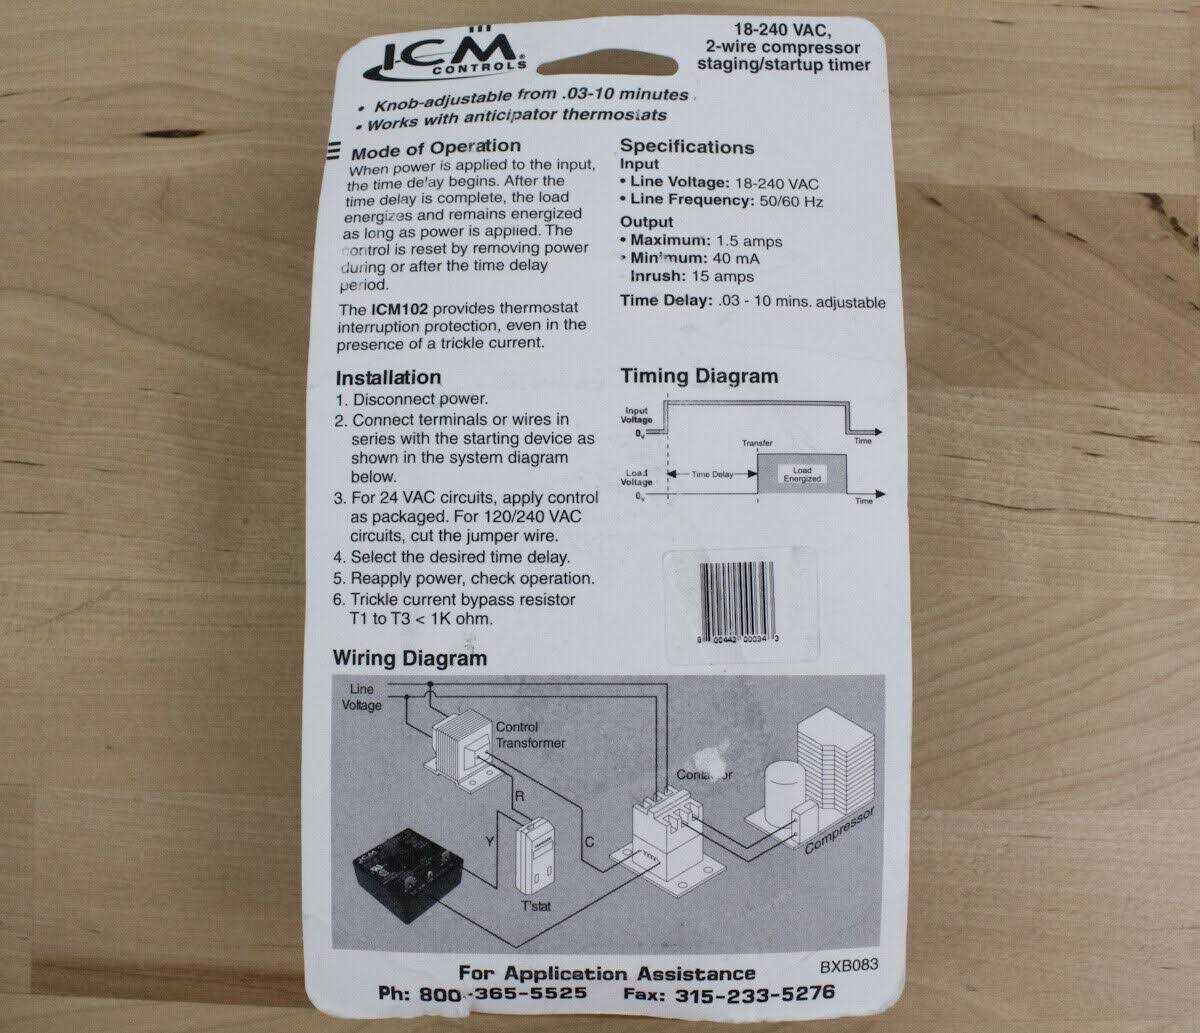 ICM®
CONTROLS
18-240 VAC,
2-wire compressor
staging/startup timer
• Knob-adjustable from .03-10 minutes
• Works with anticipator thermostats
Mode of Operation
When power is applied to the input,
the time delay begins. After the
time delay is complete, the load
energizes and remains energized
as long as power is applied. The
control is reset by removing power
during or after the time delay
period.
The ICM102 provides thermostat
interruption protection, even in the
presence of a trickle current.
Installation
1. Disconnect power.
2. Connect terminals or wires in
series with the starting device as
shown in the system diagram
below.
3. For 24 VAC circuits, apply control
as packaged. For 120/240 VAC
circuits, cut the jumper wire.
4. Select the desired time delay.
5. Reapply power, check operation.
6. Trickle current bypass resistor
T1 to T3 < 1K ohm.
Specifications
Input
• Line Voltage: 18-240 VAC
• Line Frequency: 50/60 Hz
Output
• Maximum: 1.5 amps
• Minimum: 40 mA
Inrush: 15 amps
Time Delay: .03 - 10 mins. adjustable
Timing Diagram
Input
Voltage
0v
Time
Transfer
Load
Voltage
Time Delay
Load
Energized
0v
Time
8 00442 00094 3
Wiring Diagram
Line
Voltage
Control
Transformer
Contactor
R
Y
C
Compressor
T'stat
For Application Assistance
BXB083
Ph: 800-365-5525 Fax: 315-233-5276